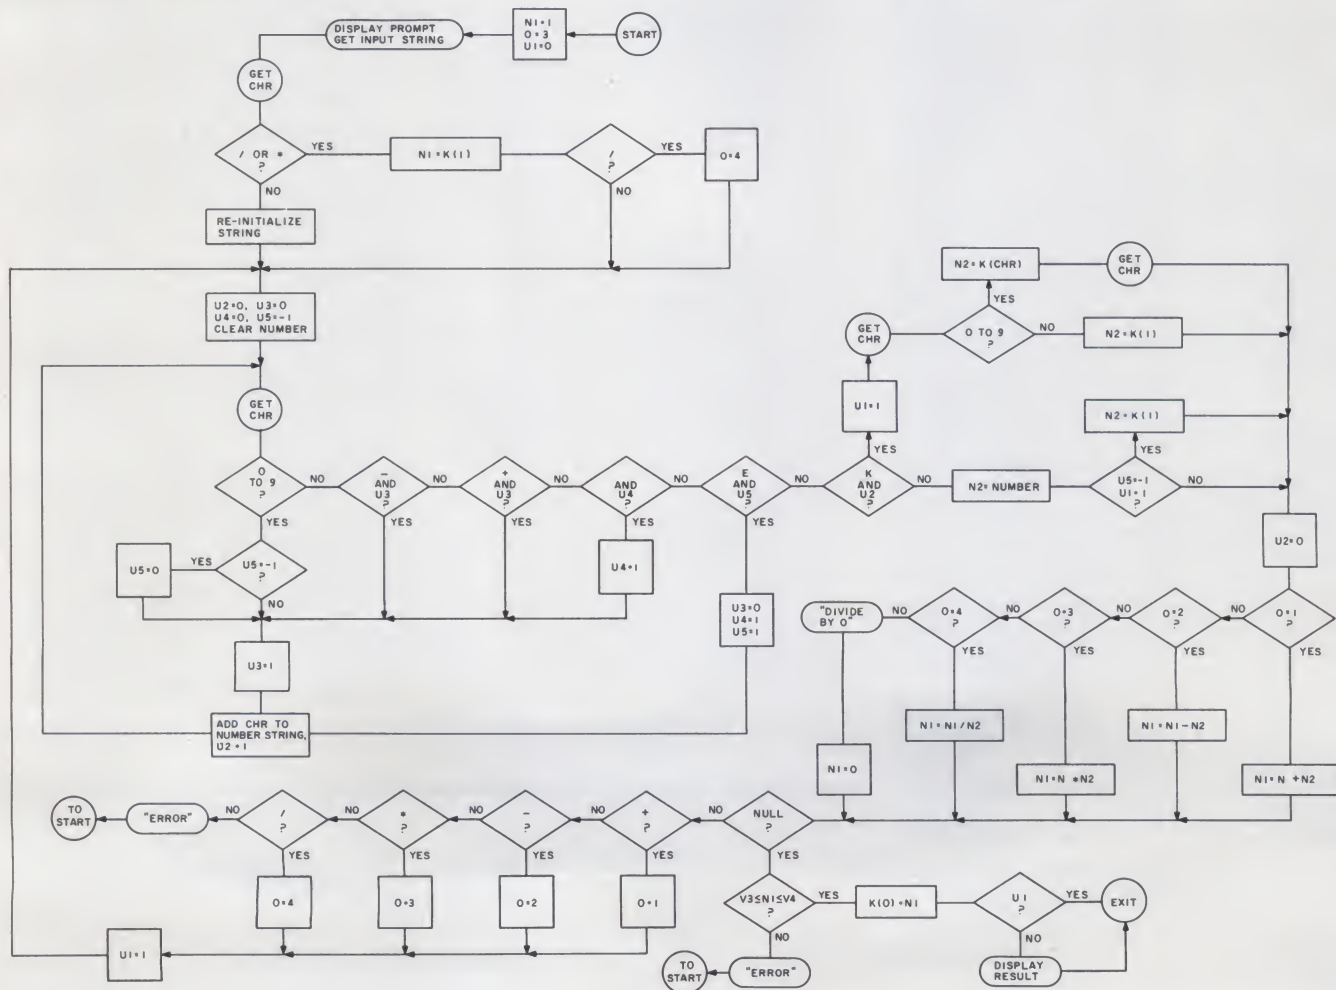 N1=1
O=3
U1=0
START
DISPLAY PROMPT
GET INPUT STRING
GET
CHR
/ OR *
?
YES
NO
N1=K(1)
/
?
YES
NO
O=4
RE-INITIALIZE
STRING
U2=0, U3=0
U4=0, U5=-1
CLEAR NUMBER
GET
CHR
N2=K(CHR)
GET
CHR
YES
GET
CHR
0 TO 9
?
NO
N2=K(1)
U1=1
YES
N2=K(1)
YES
0
TO 9
?
NO
YES
-
AND
U3
?
NO
YES
+
AND
U3
?
NO
YES
AND
U4
?
NO
YES
E
AND
U5
?
NO
YES
K
AND
U2
?
NO
N2=NUMBER
U5=-1
U1=1
?
NO
U2=0
U5=0
YES
U5=-1
?
NO
U4=1
U3=0
U4=1
U5=1
"DIVIDE
BY 0"
NO
O=4
?
YES
NO
O=3
?
YES
NO
O=2
?
YES
NO
O=1
?
YES
U3=1
ADD CHR TO
NUMBER STRING,
U2=1
N1=0
N1=N1/N2
N1=N *N2
N1=N1-N2
N1=N +N2
TO
START
"ERROR"
NO
/
?
YES
NO
*
?
YES
NO
-
?
YES
NO
+
?
YES
NO
NULL
?
YES
O=4
O=3
O=2
O=1
V3≤N1≤V4
?
YES
NO
K(0)=N1
U1
?
YES
NO
EXIT
U1=1
TO
START
"ERROR"
DISPLAY
RESULT